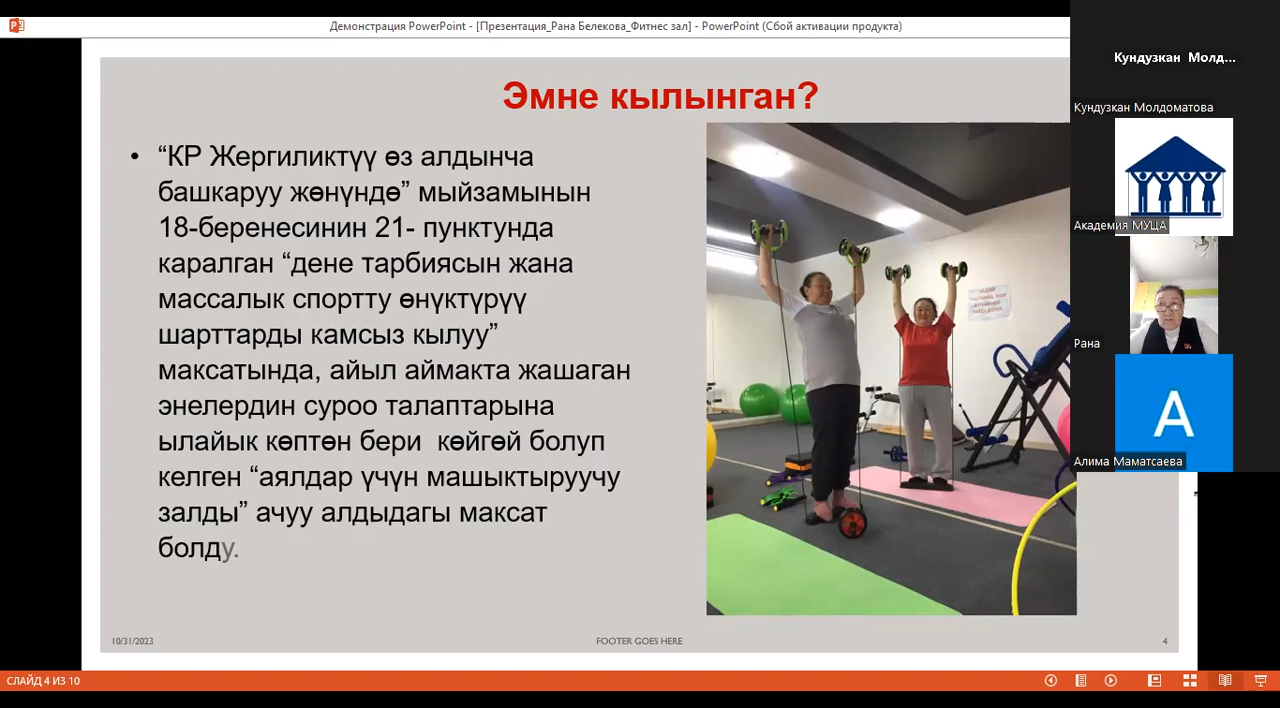 Демонстрация PowerPoint - [Презентация_Рана Белекова_Фитнес зал] - PowerPoint (Сбой активации продукта)
Эмне кылынган?
• “КР Жергиликтүү өз алдынча
башкаруу жөнүндө” мыйзамынын
18-беренесинин 21- пунктунда
каралган “дене тарбиясын жана
массалык спортту өнүктүрүү
шарттарды камсыз кылуу”
максатында, айыл аймакта жашаган
энелердин суроо талаптарына
ылайык көптөн бери көйгөй болуп
келген “аялдар үчүн машыктыруучу
залды” ачуу алдыдагы максат
болду.
10/31/2023
FOOTER GOES HERE
4
СЛАЙД 4 ИЗ 10
Кундузкан Молд...
Кундузкан Молдоматова
Академия МУЦА
Рана
А
Алима Маматсаева